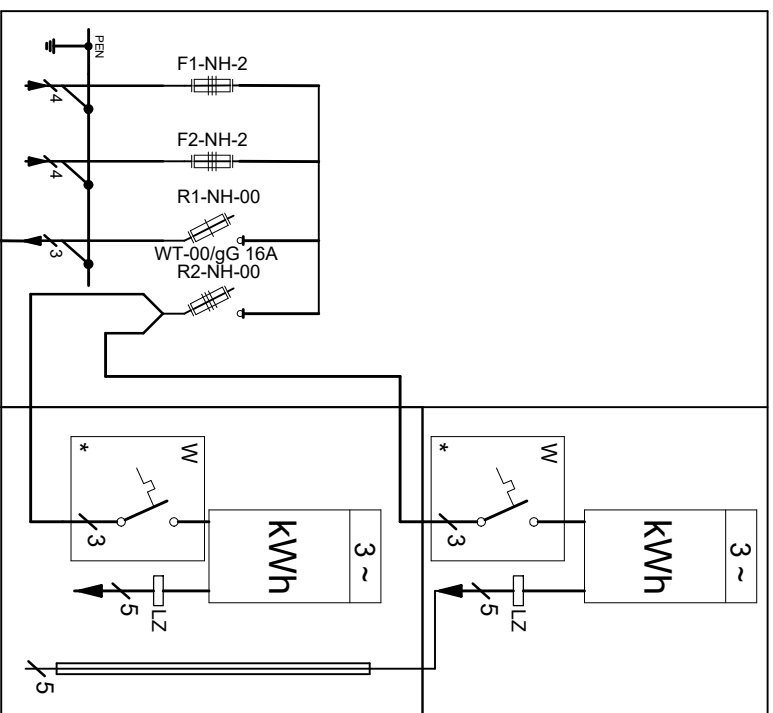 PEN
F1-NH-2
4
F2-NH-2
4
R1-NH-00
3
WT-00/gG 16A
R2-NH-00
* W
* W
3
3
kWh 3 ~
kWh 3 ~
5 LZ
5 LZ
5